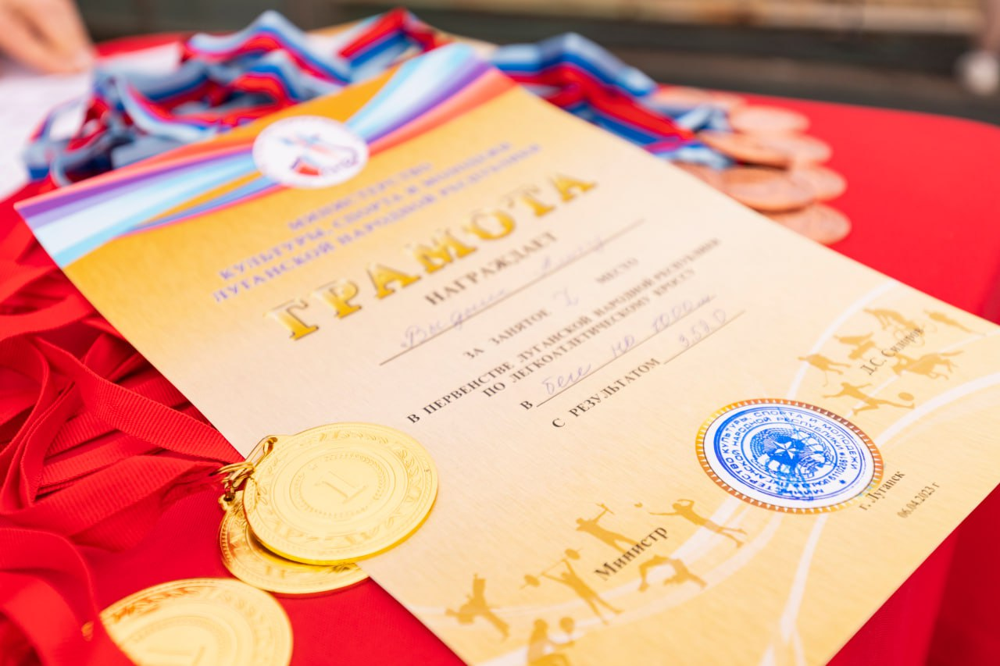 МИНИСТЕРСТВО
КУЛЬТУРЫ, СПОРТА И МОЛОДЕЖИ
ЛУГАНСКОЙ НАРОДНОЙ РЕСПУБЛИКИ
ГРАМОТА
НАГРАЖДАЕТ
ЗА ЗАНЯТОЕ I МЕСТО
В ПЕРВЕНСТВЕ ЛУГАНСКОЙ НАРОДНОЙ РЕСПУБЛИКИ
ПО ЛЕГКОАТЛЕТИЧЕСКОМУ КРОССУ
В беге на 1000 м
С РЕЗУЛЬТАТОМ 3.52.0
Министр
Д.С. Сидоров
МИНИСТЕРСТВО КУЛЬТУРЫ, СПОРТА И МОЛОДЕЖИ
ЛУГАНСКОЙ НАРОДНОЙ РЕСПУБЛИКИ
г. Луганск
06.04.2023 г
1
1